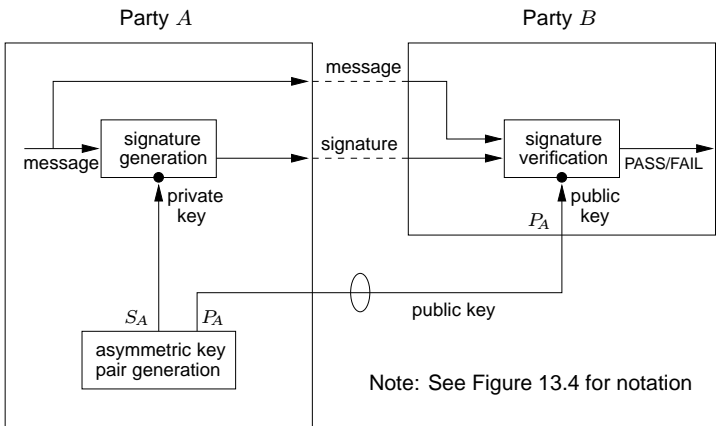 Party A
Party B
message
signature
generation
message
signature
signature
verification
PASS/FAIL
private
key
public
key
P_A
S_A
P_A
public key
asymmetric key
pair generation
Note: See Figure 13.4 for notation